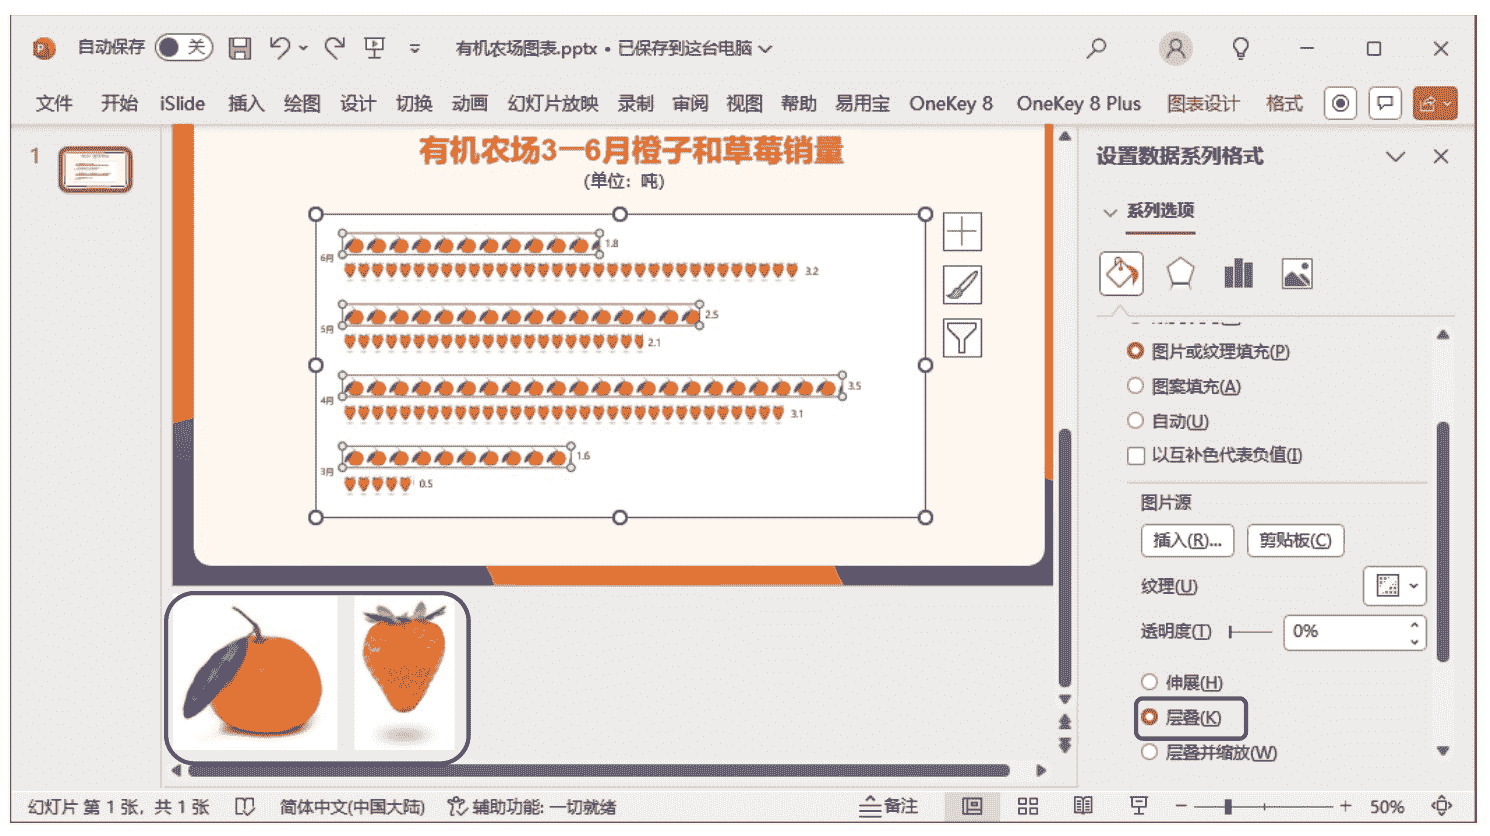 自动保存 关 有机农场图表.pptx • 已保存到这台电脑
文件 开始 iSlide 插入 绘图 设计 切换 动画 幻灯片放映 录制 审阅 视图 帮助 易用宝 OneKey 8 OneKey 8 Plus 图表设计 格式
1
有机农场3—6月橙子和草莓销量
(单位：吨)
6月
1.8
3.2
5月
2.5
2.1
4月
3.5
3.1
3月
1.6
0.5
设置数据系列格式
系列选项
图片或纹理填充(P)
图案填充(A)
自动(U)
以互补色代表负值(I)
图片源
插入(R)... 剪贴板(C)
纹理(U)
透明度(T) 0%
伸展(H)
层叠(K)
层叠并缩放(W)
幻灯片 第 1 张，共 1 张 简体中文(中国大陆) 辅助功能: 一切就绪 备注 50%